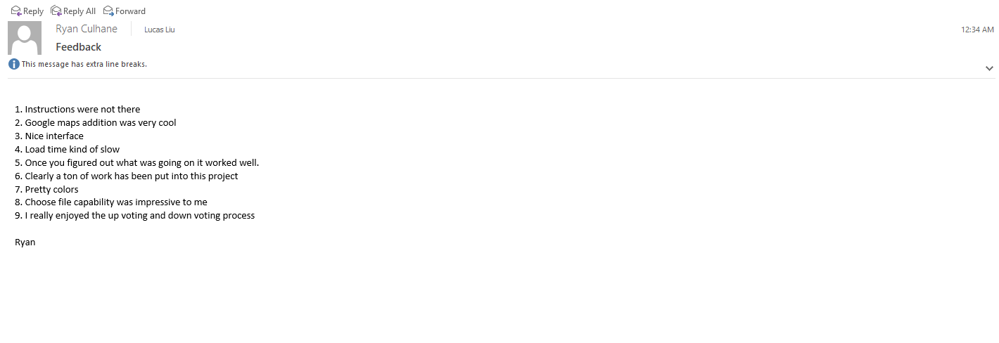 Reply Reply All Forward
Ryan Culhane Lucas Liu 12:34 AM
Feedback
This message has extra line breaks.
1. Instructions were not there
2. Google maps addition was very cool
3. Nice interface
4. Load time kind of slow
5. Once you figured out what was going on it worked well.
6. Clearly a ton of work has been put into this project
7. Pretty colors
8. Choose file capability was impressive to me
9. I really enjoyed the up voting and down voting process
Ryan